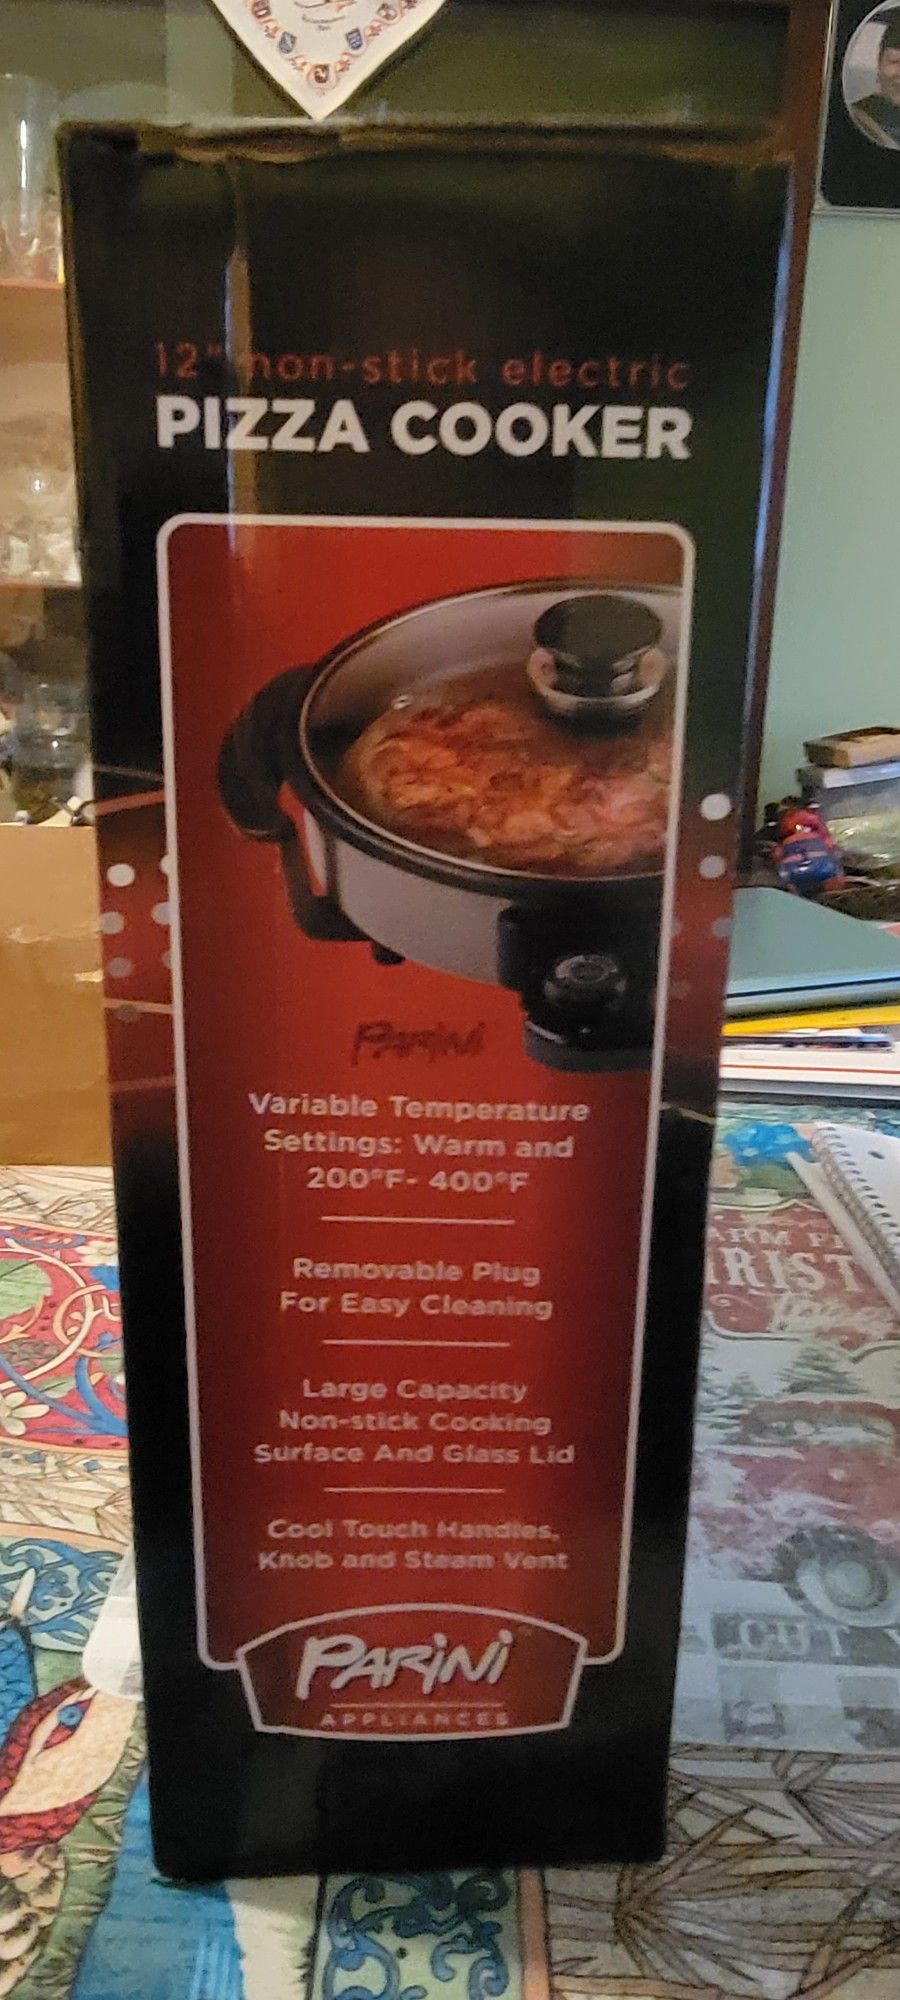 12" non-stick electric
PIZZA COOKER
PARINI
Variable Temperature
Settings: Warm and
200°F- 400°F
Removable Plug
For Easy Cleaning
Large Capacity
Non-stick Cooking
Surface And Glass Lid
Cool Touch Handles,
Knob and Steam Vent
PARINI
APPLIANCES
CUT